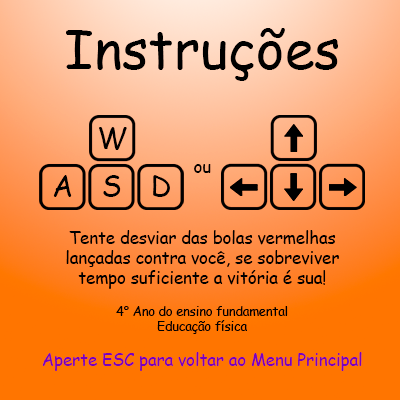 Instruções
W
A S D ou
Tente desviar das bolas vermelhas
lançadas contra você, se sobreviver
tempo suficiente a vitória é sua!
4° Ano do ensino fundamental
Educação física
Aperte ESC para voltar ao Menu Principal